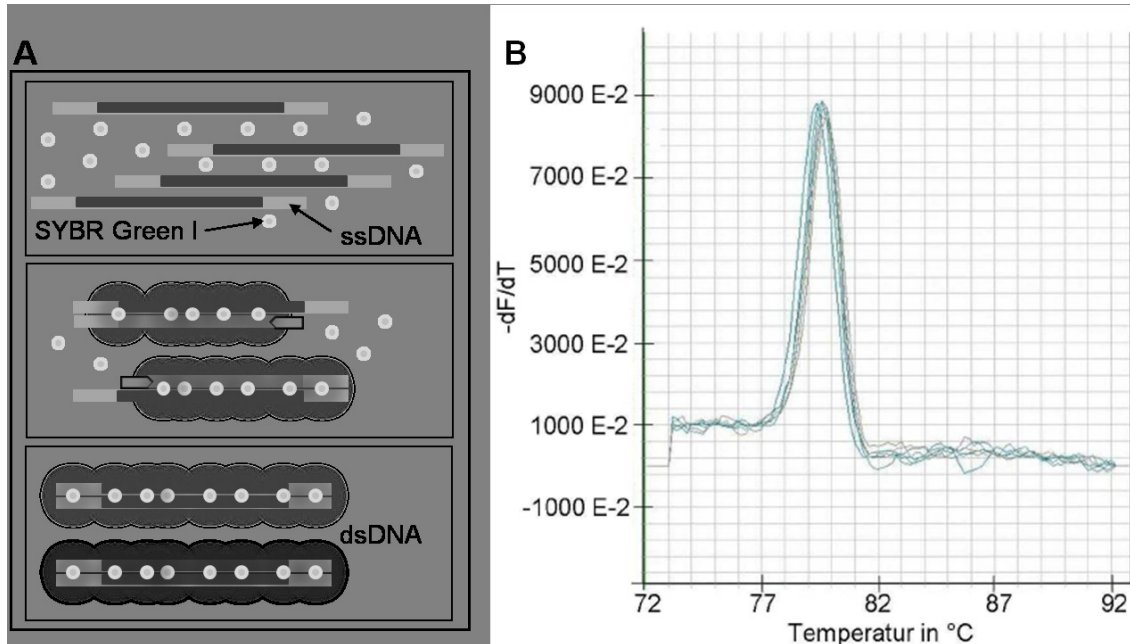 A
SYBR Green I
ssDNA
dsDNA
B
9000 E-2
7000 E-2
5000 E-2
3000 E-2
1000 E-2
-1000 E-2
-dF/dT
72 77 82 87 92
Temperatur in °C